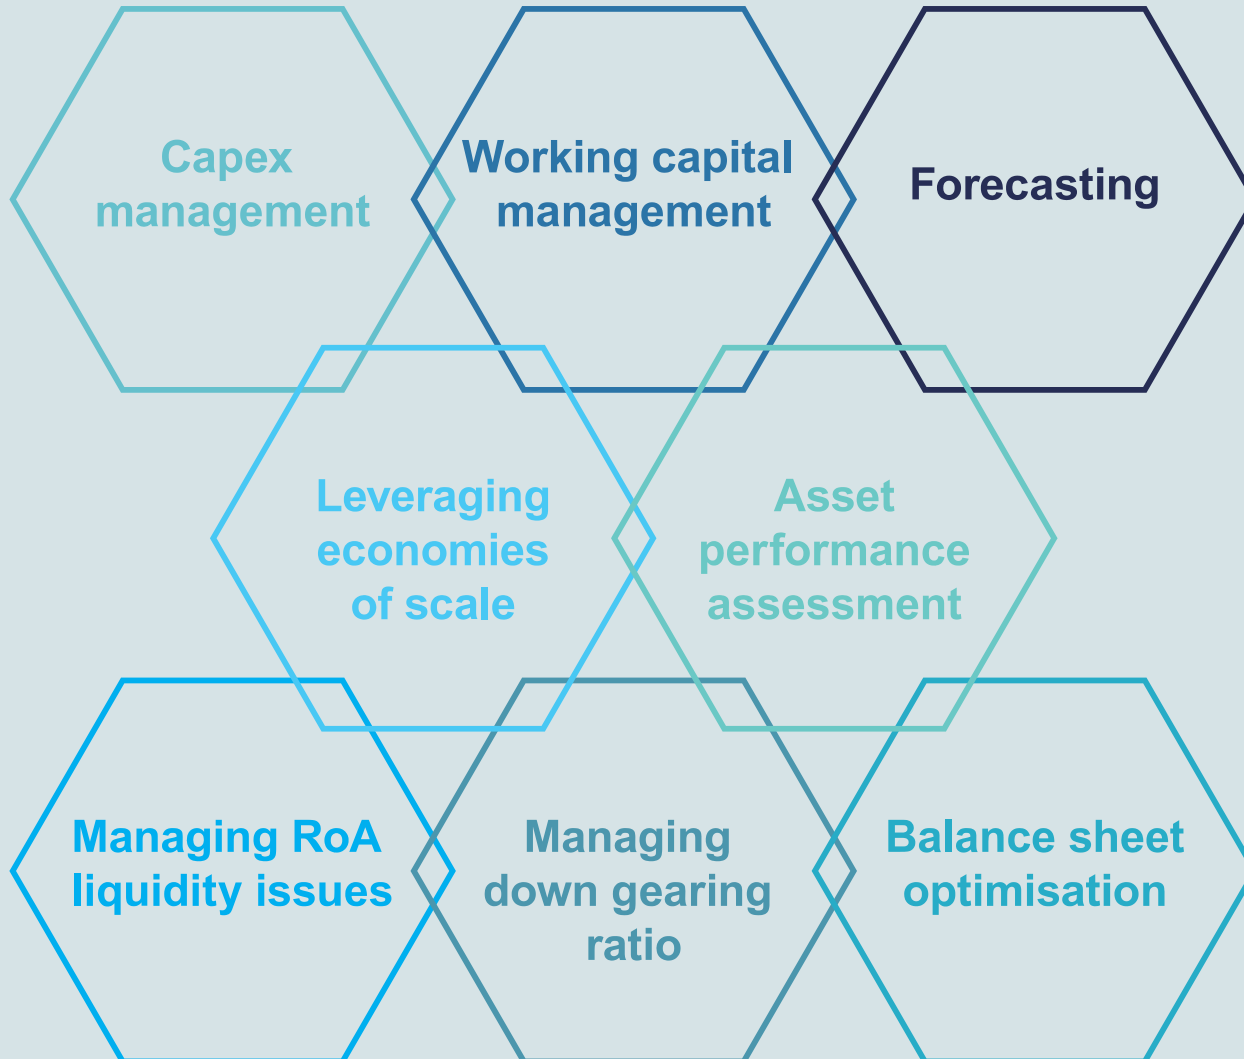 Capex
management
Working capital
management
Forecasting
Leveraging
economies
of scale
Asset
performance
assessment
Managing RoA
liquidity issues
Managing
down gearing
ratio
Balance sheet
optimisation